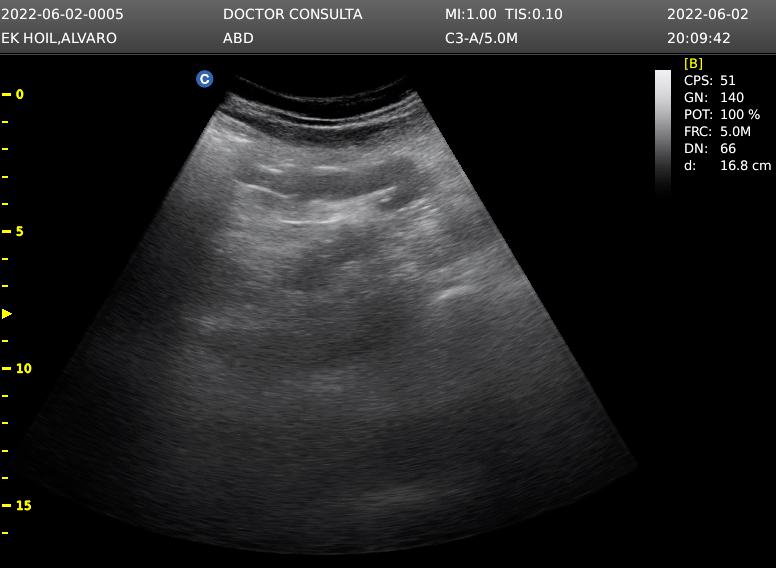 2022-06-02-0005 DOCTOR CONSULTA MI:1.00 TIS:0.10 2022-06-02
EK HOIL,ALVARO ABD C3-A/5.0M 20:09:42
C
[B]
CPS: 51
GN: 140
POT: 100 %
FRC: 5.0M
DN: 66
d: 16.8 cm
0
5
10
15